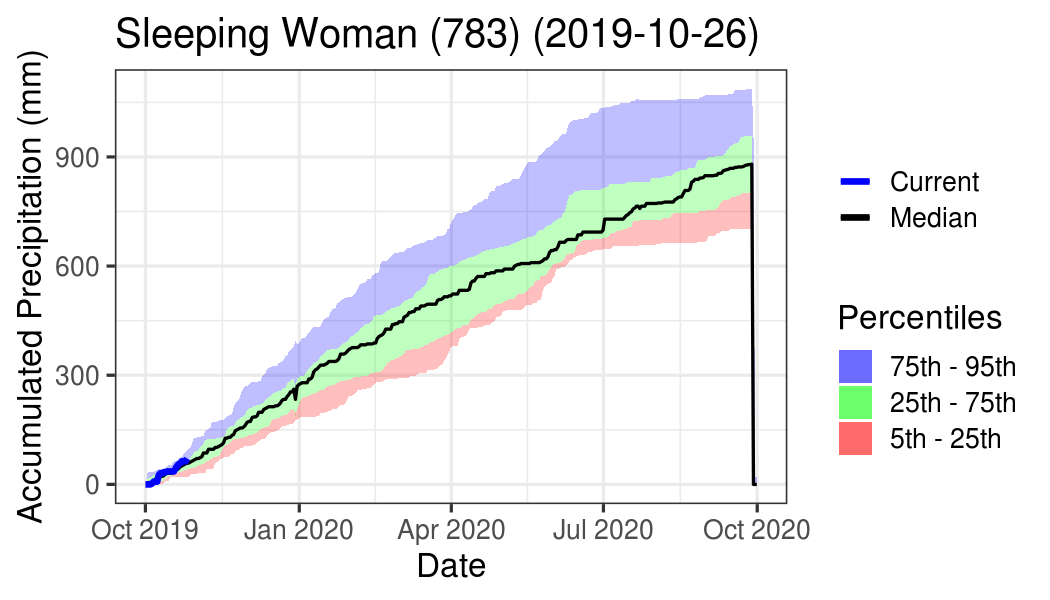 Sleeping Woman (783) (2019-10-26)
Accumulated Precipitation (mm)
900
600
300
0
Oct 2019
Jan 2020
Apr 2020
Jul 2020
Oct 2020
Date
Current
Median
Percentiles
75th - 95th
25th - 75th
5th - 25th